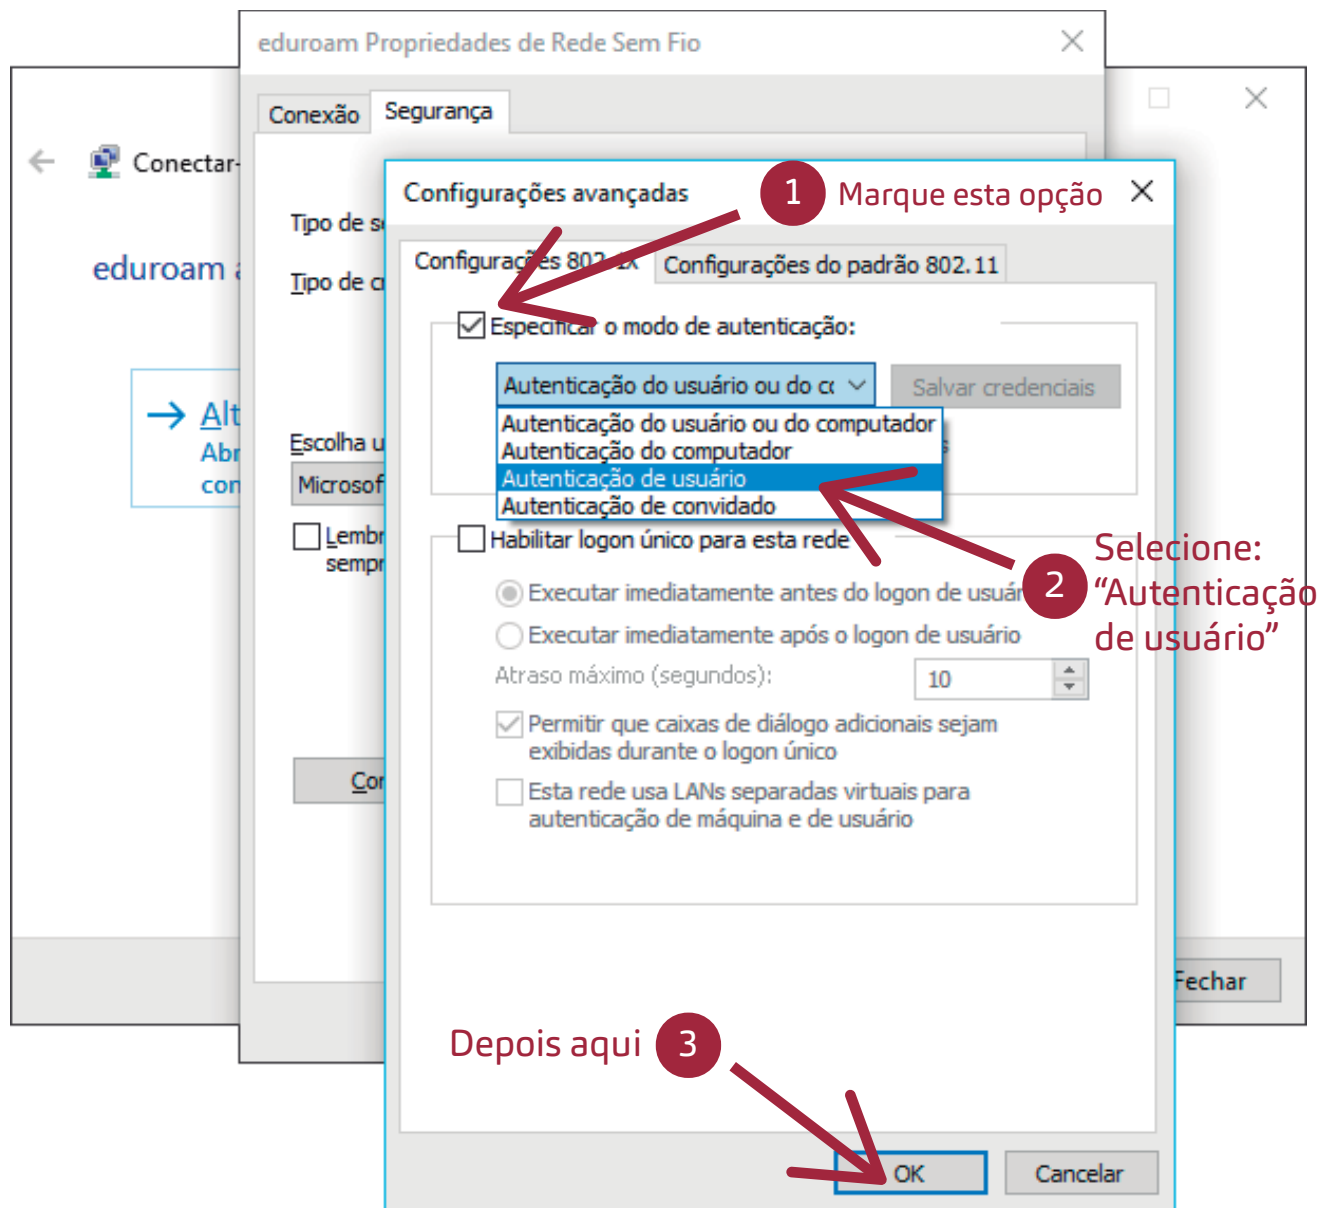 eduroam Propriedades de Rede Sem Fio
Conexão
Segurança
Conectar-
eduroam
Tipo de
Tipo de
Alt
Abr
con
Escolha u
Microsof
Lembr
sempr
Cor
Configurações avançadas
1 Marque esta opção
Configurações 802.1X
Configurações do padrão 802.11
Especificar o modo de autenticação:
Autenticação do usuário ou do
Salvar credenciais
Autenticação do usuário ou do computador
Autenticação do computador
Autenticação de usuário
Autenticação de convidado
2
Selecione:
“Autenticação
de usuário”
Habilitar logon único para esta rede
Executar imediatamente antes do logon de usuár
Executar imediatamente após o logon de usuário
Atraso máximo (segundos):
10
Permitir que caixas de diálogo adicionais sejam
exibidas durante o logon único
Esta rede usa LANs separadas virtuais para
autenticação de máquina e de usuário
Fechar
Depois aqui 3
OK
Cancelar